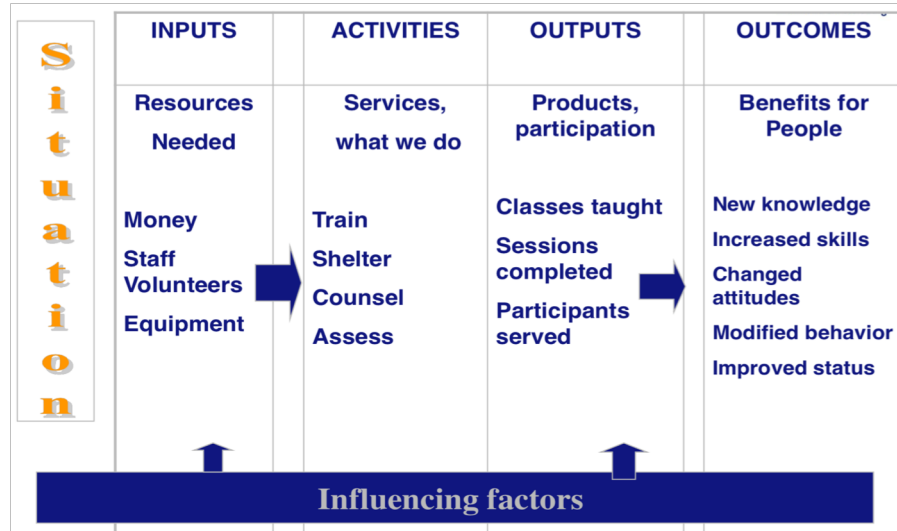 Situation
INPUTS
Resources
Needed
Money
Staff
Volunteers
Equipment
ACTIVITIES
Services,
what we do
Train
Shelter
Counsel
Assess
OUTPUTS
Products,
participation
Classes taught
Sessions
completed
Participants
served
OUTCOMES
Benefits for
People
New knowledge
Increased skills
Changed
attitudes
Modified behavior
Improved status
Influencing factors